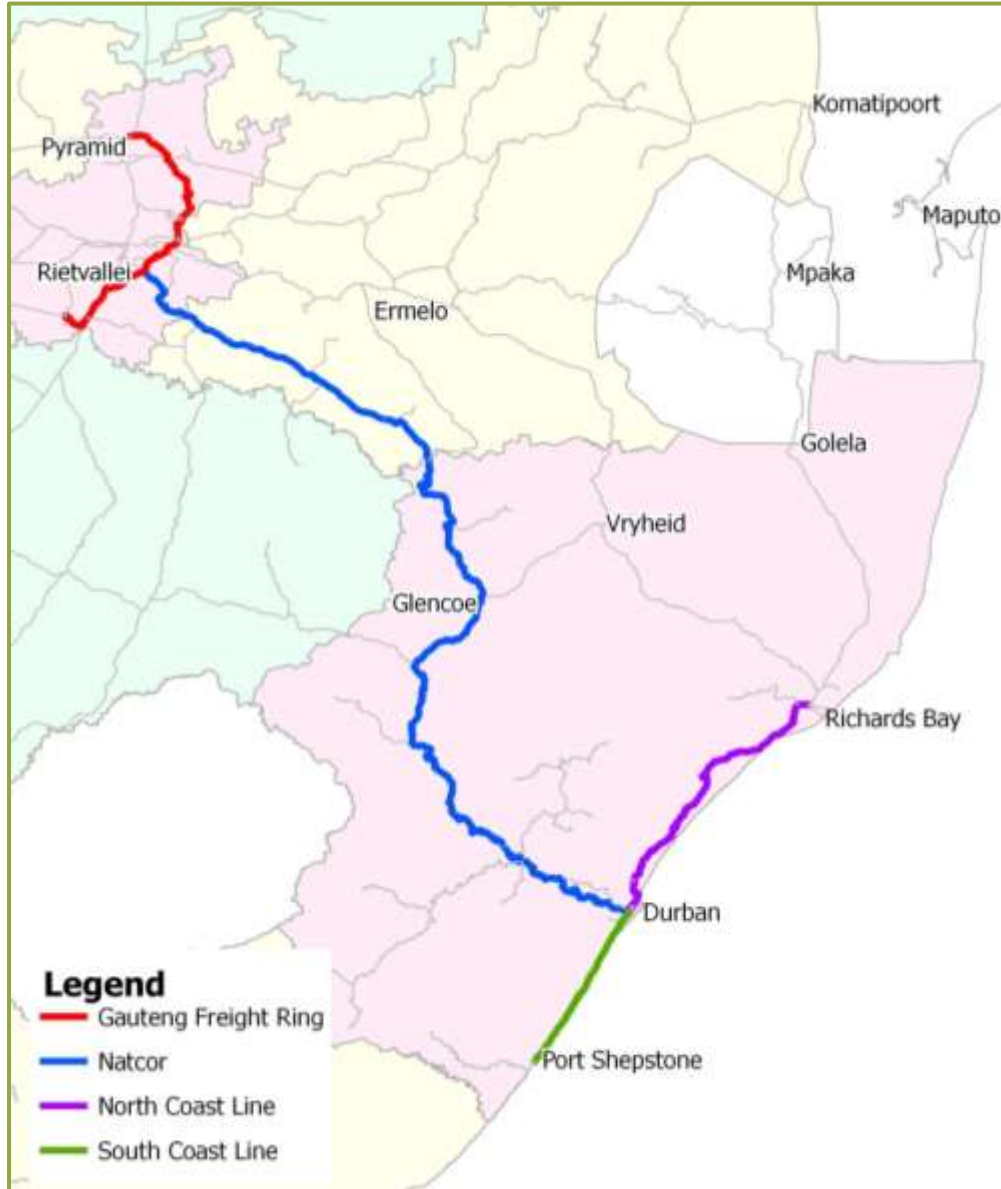 Komatipoort
Pyramid
Maputo
Rietvallei
Mpaka
Ermelo
Golela
Vryheid
Glencoe
Richards Bay
Durban
Legend
Gauteng Freight Ring
Natcor
Port Shepstone
North Coast Line
South Coast Line